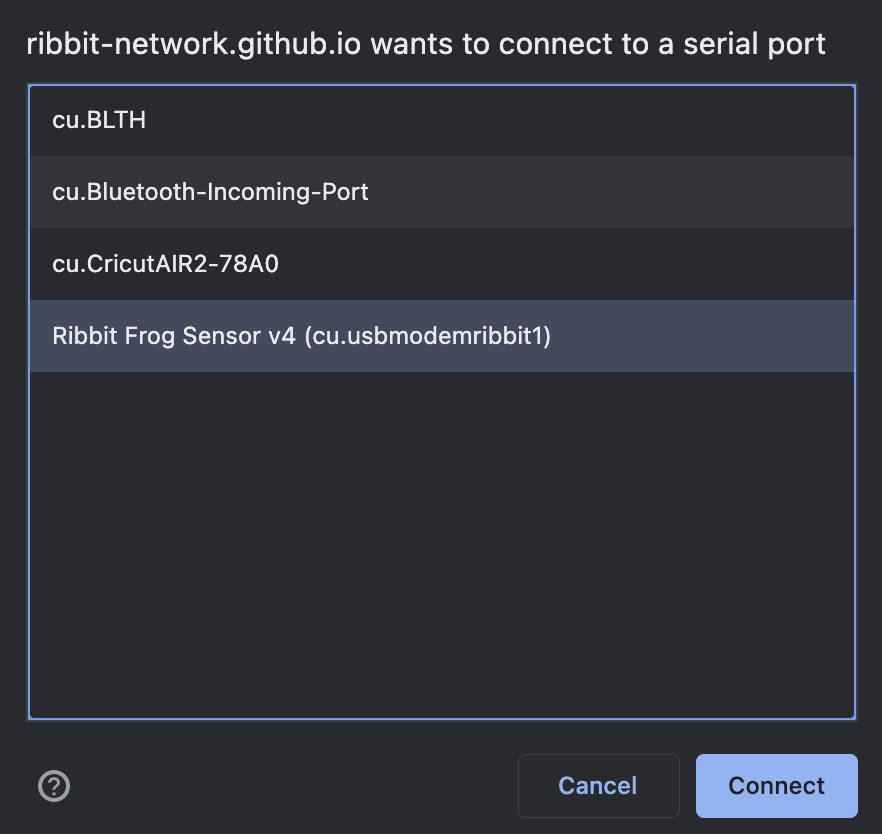 ribbit-network.github.io wants to connect to a serial port
cu.BLTH
cu.Bluetooth-Incoming-Port
cu.CricutAIR2-78A0
Ribbit Frog Sensor v4 (cu.usbmodemribbit1)
?
Cancel
Connect